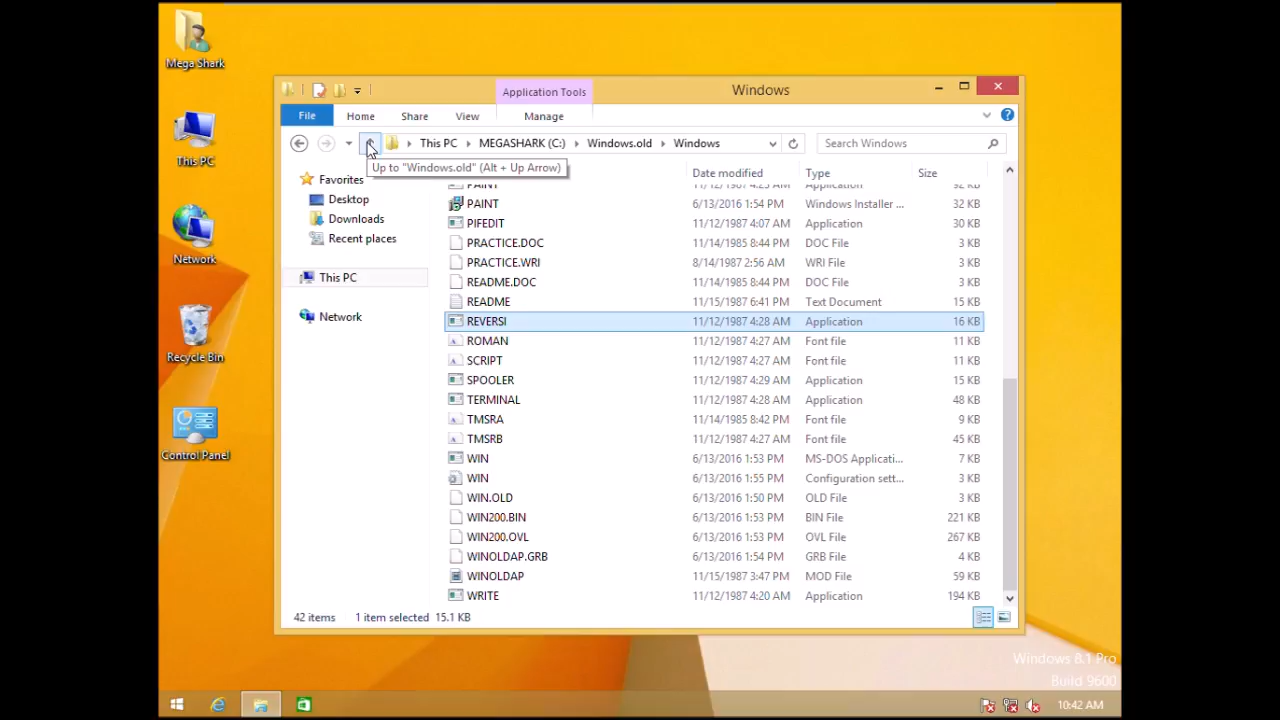 Mega Shark
This PC
Network
Recycle Bin
Control Panel
Application Tools
Windows
File
Home
Share
View
Manage
This PC
MEGASHARK (C:)
Windows.old
Windows
Search Windows
Up to "Windows.old" (Alt + Up Arrow)
Favorites
Desktop
Downloads
Recent places
This PC
Network
Date modified Type Size
PAINT 11/12/1987 4:25 AM Application 92 KB
PAINT 6/13/2016 1:54 PM Windows Installer ... 32 KB
PIFEDIT 11/12/1987 4:07 AM Application 30 KB
PRACTICE.DOC 11/14/1985 8:44 PM DOC File 3 KB
PRACTICE.WRI 8/14/1987 2:56 AM WRI File 3 KB
README.DOC 11/14/1985 8:44 PM DOC File 3 KB
README 11/15/1987 6:41 PM Text Document 15 KB
REVERSI 11/12/1987 4:28 AM Application 16 KB
ROMAN 11/12/1987 4:27 AM Font file 11 KB
SCRIPT 11/12/1987 4:27 AM Font file 11 KB
SPOOLER 11/12/1987 4:29 AM Application 15 KB
TERMINAL 11/12/1987 4:28 AM Application 48 KB
TMSRA 11/14/1985 8:42 PM Font file 9 KB
TMSRB 11/12/1987 4:27 AM Font file 45 KB
WIN 6/13/2016 1:53 PM MS-DOS Applicati... 7 KB
WIN 6/13/2016 1:55 PM Configuration sett... 3 KB
WIN.OLD 6/13/2016 1:50 PM OLD File 3 KB
WIN200.BIN 6/13/2016 1:53 PM BIN File 221 KB
WIN200.OVL 6/13/2016 1:53 PM OVL File 267 KB
WINOLDAP.GRB 6/13/2016 1:54 PM GRB File 4 KB
WINOLDAP 11/15/1987 3:47 PM MOD File 59 KB
WRITE 11/12/1987 4:20 AM Application 194 KB
42 items 1 item selected 15.1 KB
Windows 8.1 Pro
Build 9600
10:42 AM